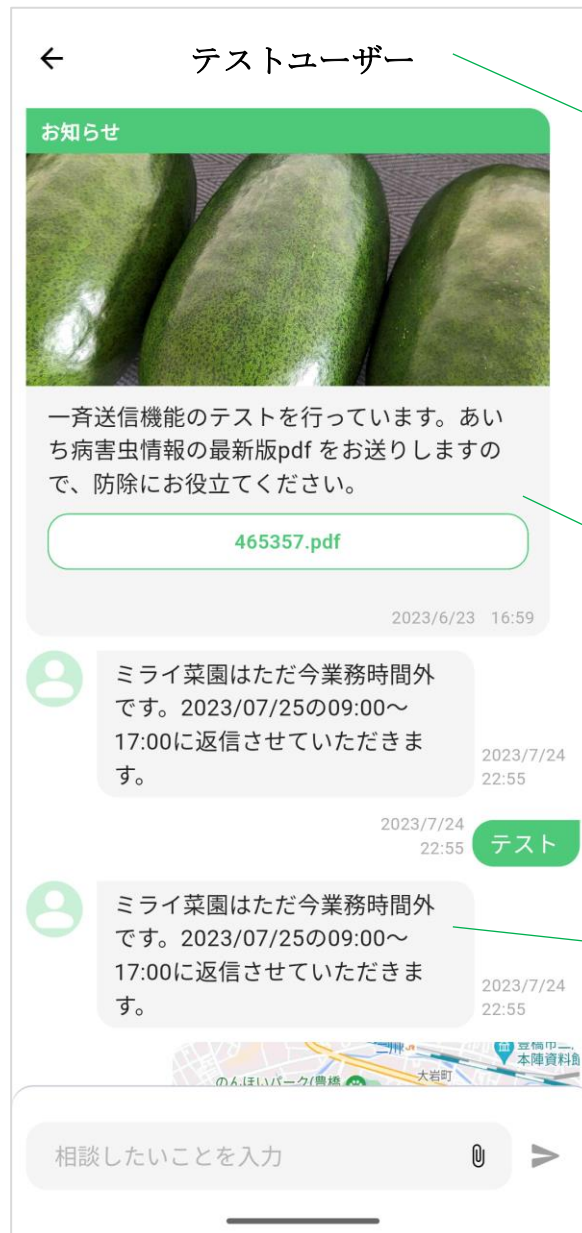 テストユーザー
お知らせ
一斉送信機能のテストを行っています。あい
ち病害虫情報の最新版pdf をお送りしますの
で、防除にお役立てください。
465357.pdf
2023/6/23 16:59
ミライ菜園はただ今業務時間外
です。2023/07/25の09:00〜
17:00に返信させていただきま
す。
2023/7/24
22:55
2023/7/24
22:55
テスト
ミライ菜園はただ今業務時間外
です。2023/07/25の09:00〜
17:00に返信させていただきま
す。
2023/7/24
22:55
本陣資料館
大岩町
のんほいパーク(豊橋
相談したいことを入力